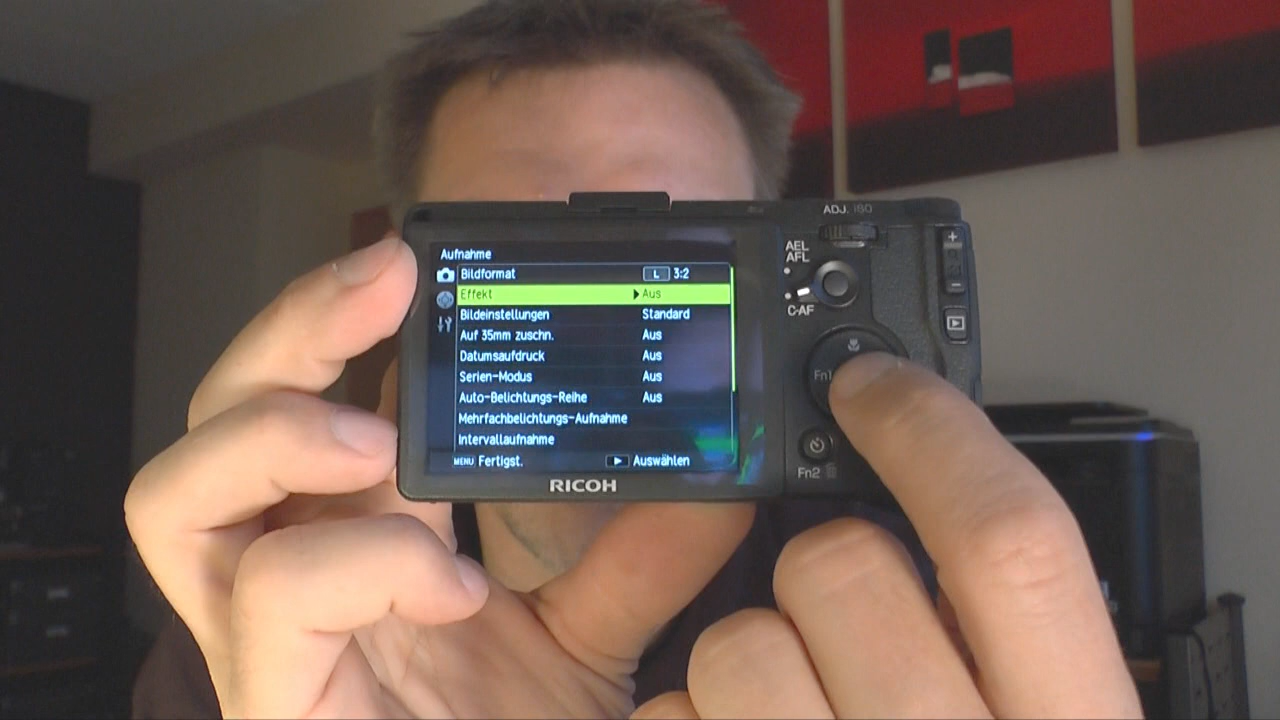 ADJ. ISO
AEL
AFL
C-AF
Fn1
Fn2
+
−
Aufnahme
Bildformat L 3:2
Effekt ▶ Aus
Bildeinstellungen Standard
Auf 35mm zuschn. Aus
Datumsaufdruck Aus
Serien-Modus Aus
Auto-Belichtungs-Reihe Aus
Mehrfachbelichtungs-Aufnahme
Intervallaufnahme
MENU Fertigst. ▶ Auswählen
RICOH